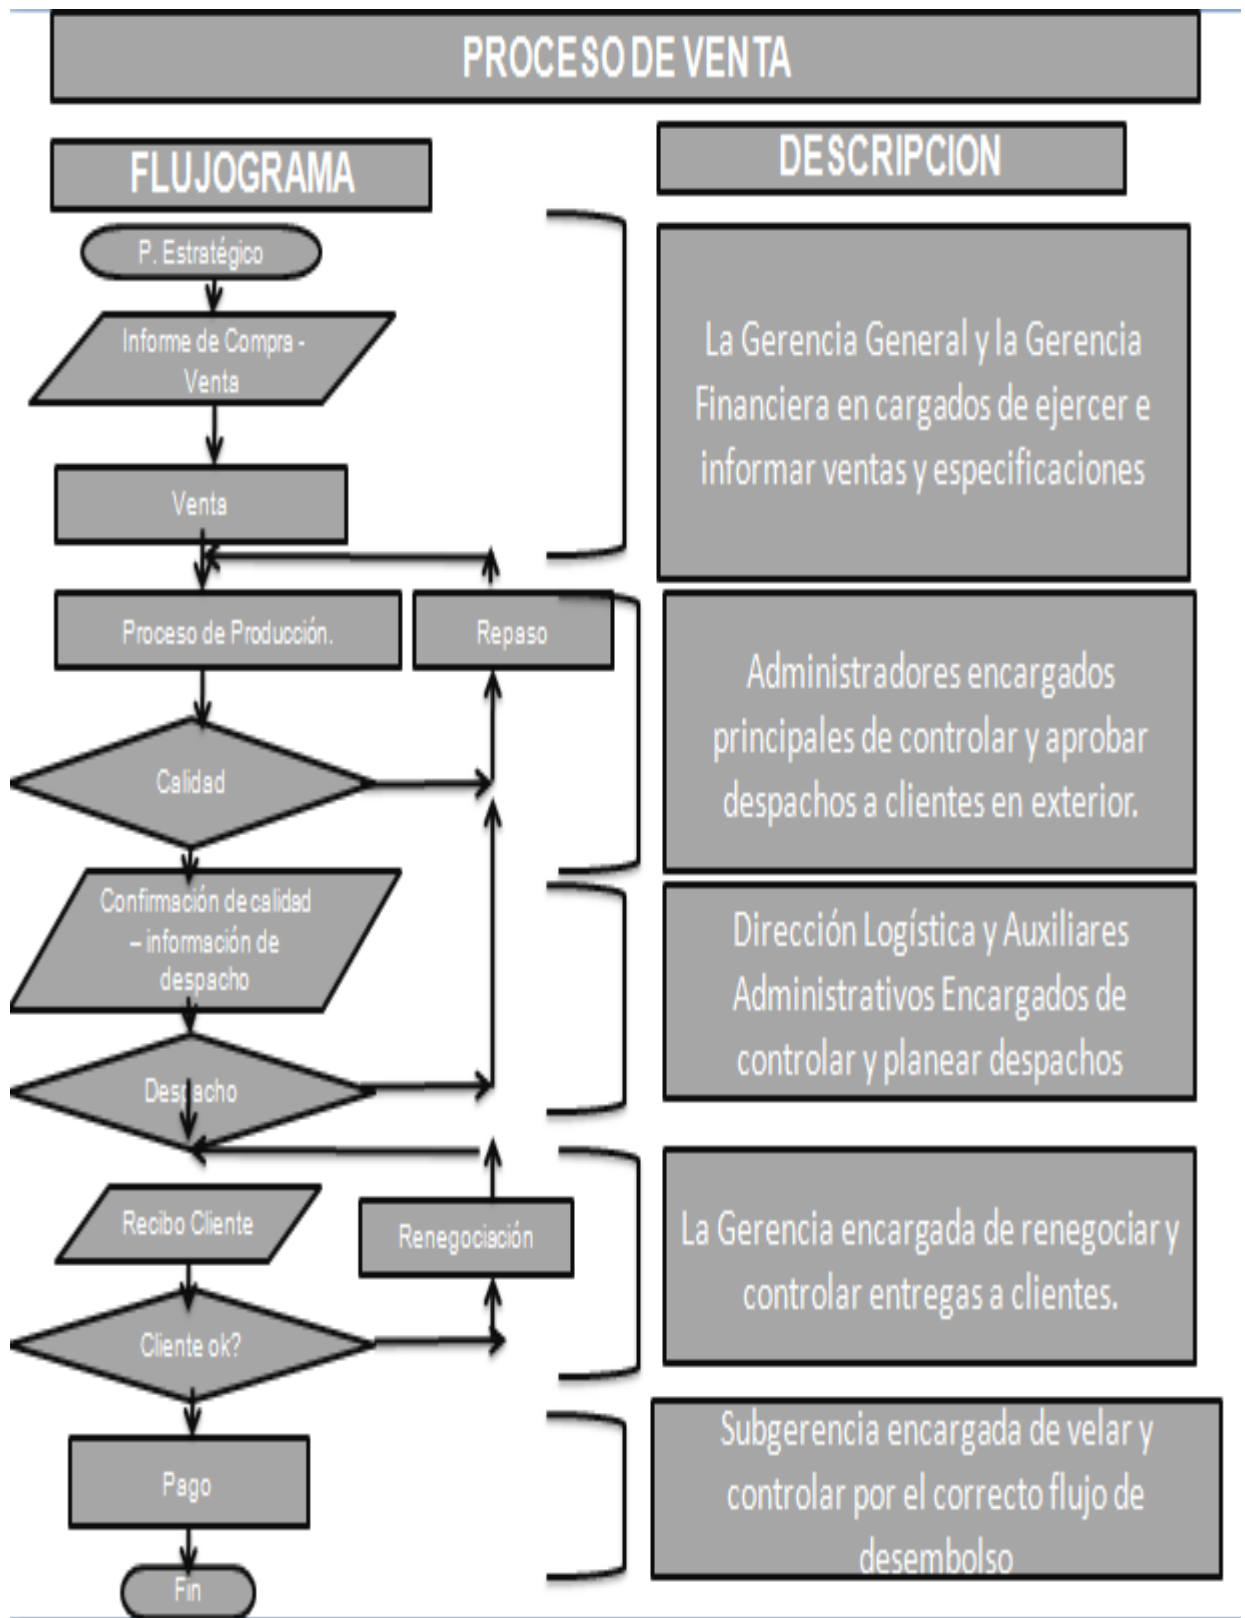 PROCESO DE VENTA
FLUJOGRAMA
DESCRIPCION
P. Estratégico
Informe de Compra -
Venta
Venta
La Gerencia General y la Gerencia
Financiera en cargados de ejercer e
informar ventas y especificaciones
Proceso de Producción.
Repaso
Calidad
Administradores encargados
principales de controlar y aprobar
despachos a clientes en exterior.
Confirmación de calidad
– información de
despacho
Despacho
Dirección Logística y Auxiliares
Administrativos Encargados de
controlar y planear despachos
Recibo Cliente
Renegociación
Cliente ok?
La Gerencia encargada de renegociar y
controlar entregas a clientes.
Pago
Fin
Subgerencia encargada de velar y
controlar por el correcto flujo de
desembolso